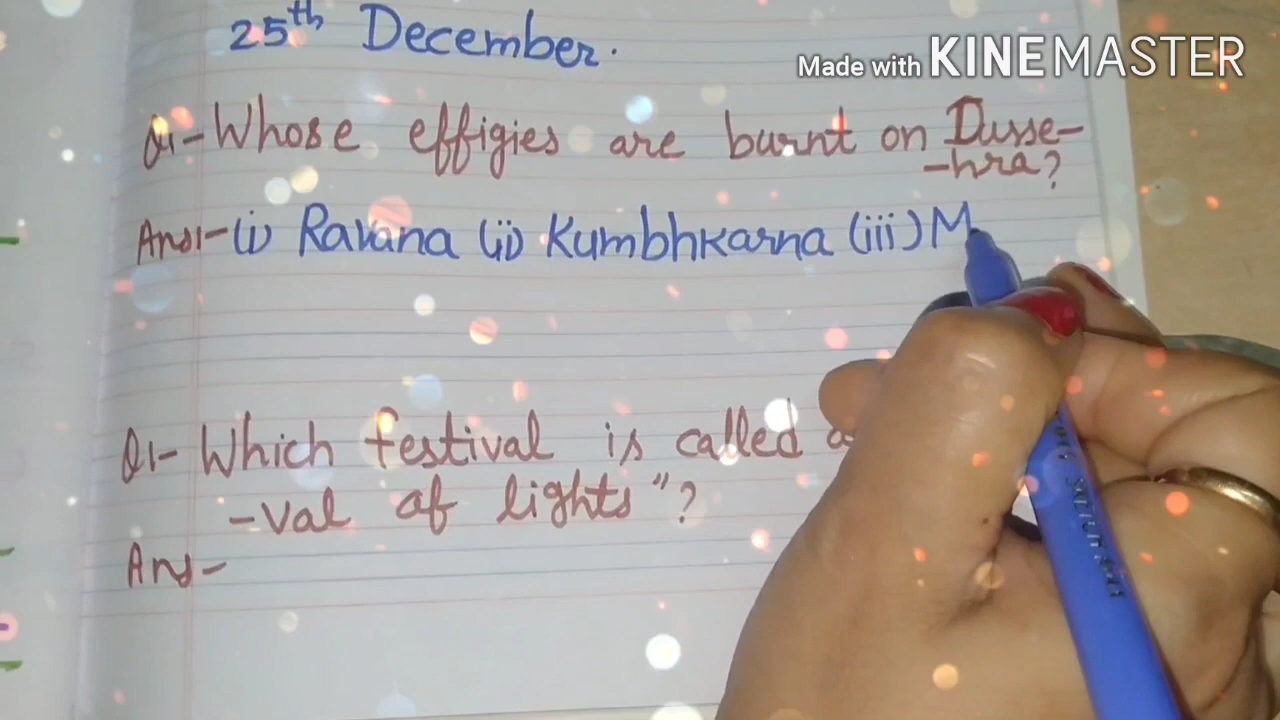 25th December.
Made with KINEMASTER
Q1- Whose effigies are burnt on Dusse-
-hra?
Ans1- (i) Ravana (ii) Kumbhkarna (iii) M
Q1- Which festival is called a
-val of lights"?
Ans-